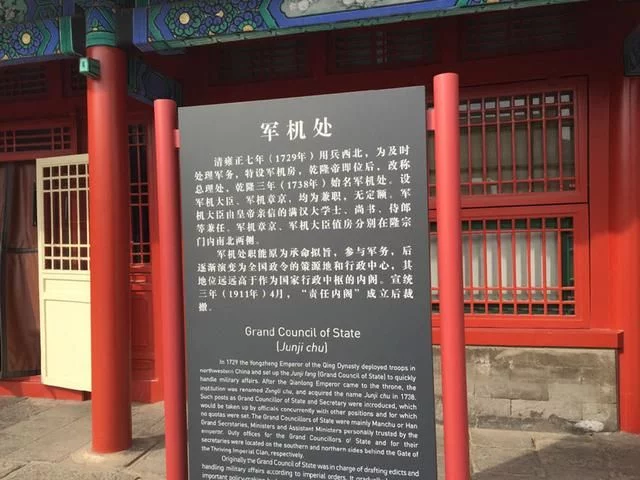 军机处
清雍正七年（1729年）用兵西北，为及时
处理军务，特设军机房，乾隆帝即位后，改称
总理处，乾隆三年（1738年）始名军机处。设
军机大臣、军机章京，均为兼职，无定额。军
机大臣由皇帝亲信的满汉大学士、尚书、侍郎
等兼任。军机章京、军机大臣值房分别在隆宗
门内南北两侧。
军机处职能原为承命拟旨，参与军务，后
逐渐演变为全国政令的策源地和行政中心，其
地位远远高于作为国家行政中枢的内阁。宣统
三年（1911年）4月，“责任内阁”成立后裁
撤。
Grand Council of State
(Junji chu)
In 1729 the Yongzheng Emperor of the Qing Dynasty deployed troops in
northwestern China and set up the Junji fang (Grand Council of State) to quickly
handle military affairs. After the Qianlong Emperor came to the throne, the
institution was renamed Zongli chu, and acquired the name Junji chu in 1738.
Such posts as Grand Councillor of State and Secretary were introduced, which
would be taken up by officials concurrently with other positions and for which
no quotas were set. The Grand Councillors of State were mainly Manchu or Han
Grand Secretaries, Ministers and Assistant Ministers personally trusted by the
emperor. Duty offices for the Grand Councillors of State and for their
secretaries were located on the southern and northern sides behind the Gate of
the Thriving Imperial Clan, respectively.
Originally the Grand Council of State was in charge of drafting edicts and
handling military affairs according to imperial orders. It gradually